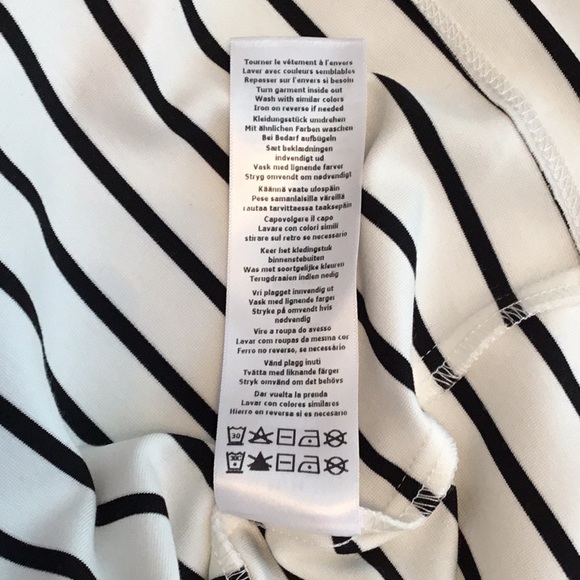 Tourner le vêtement à l'envers
Laver avec couleurs semblables
Repasser sur l'envers si besoin
Turn garment inside out
Wash with similar colors
Iron on reverse if needed
Kleidungsstück umdrehen
Mit ähnlichen Farben waschen
Bei Bedarf aufbügeln
Sæt beklædningen
indvendigt ud
Vask med lignende farver
Stryg omvendt om nødvendigt
Käännä vaate ulospäin
Pese samanlaisilla väreillä
tarvittaessa taaksepäin
Capovolgere il capo
Lavare con colori simili
stirare sul retro se necessario
Keer het kledingstuk
binnenstebuiten
Was met soortgelijke kleuren
Terugdraaien indien nodig
Vri plagget innvendig ut
Vask med lignende farger
Stryke på omvendt hvis
nødvendig
Vire a roupa do avesso
Lavar com roupas da mesma cor
Ferro no reverso, se necessário
Vänd plagg inuti
Tvätta med liknande färger
Stryk omvänd om det behövs
Dar vuelta la prenda
Lavar con colores similares
Hierro en reversa si es necesario
30